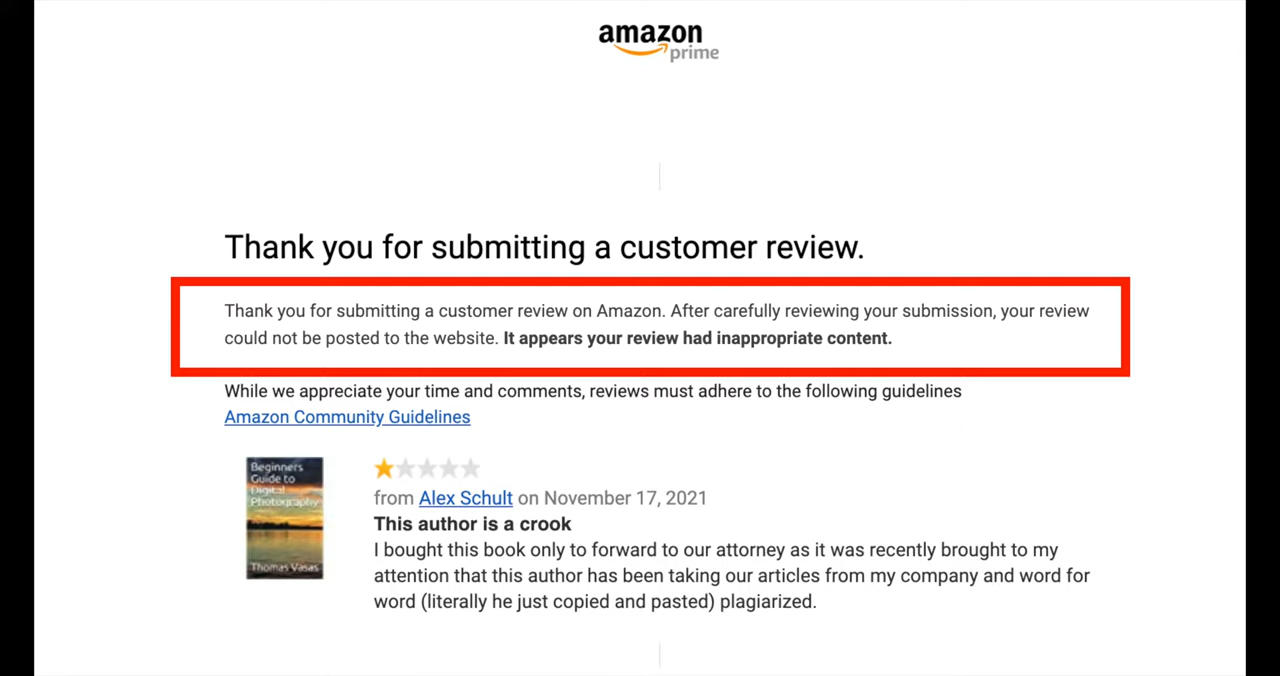 amazon
prime
Thank you for submitting a customer review.
Thank you for submitting a customer review on Amazon. After carefully reviewing your submission, your review
could not be posted to the website. It appears your review had inappropriate content.
While we appreciate your time and comments, reviews must adhere to the following guidelines
Amazon Community Guidelines
Beginners
Guide to
Digital
Photography
Thomas Vasas
from Alex Schult on November 17, 2021
This author is a crook
I bought this book only to forward to our attorney as it was recently brought to my
attention that this author has been taking our articles from my company and word for
word (literally he just copied and pasted) plagiarized.